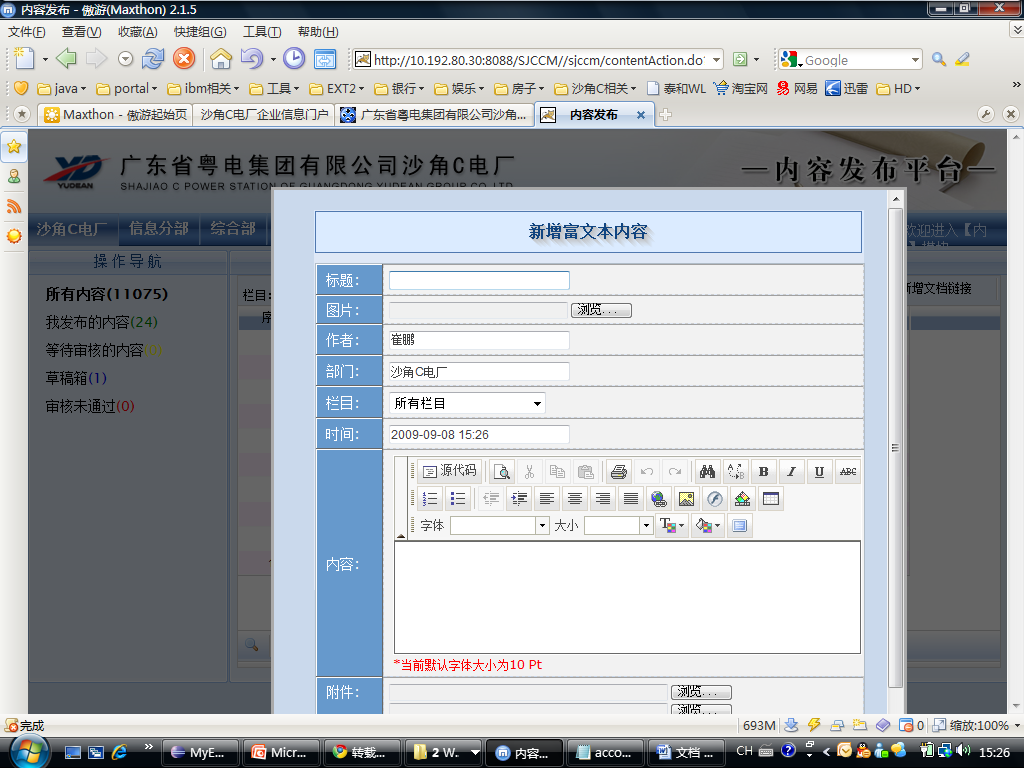 内容发布 - 傲游(Maxthon) 2.1.5
文件(F) 查看(V) 收藏(A) 快捷组(G) 工具(T) 帮助(H)
http://10.192.80.30:8088/SJCCM//sjccm/contentAction.do
Google
java portal ibm相关 工具 EXT2 银行 娱乐 房子 沙角C相关 泰和WL 淘宝网 网易 迅雷 HD
Maxthon - 傲游起始页 沙角C电厂企业信息门户 广东省粤电集团有限公司沙角... 内容发布
YUDEAN
广东省粤电集团有限公司沙角C电厂
SHAJIAO C POWER STATION OF GUANGDONG YUDEAN GROUP CO.,LTD
—内容发布平台—
沙角C电厂 信息分部 综合部
欢迎进入【内
操作导航
所有内容(11075)
我发布的内容(24)
等待审核的内容(0)
草稿箱(1)
审核未通过(0)
栏目:
增文档链接
新增富文本内容
标题:
图片: 浏览...
作者: 崔鹏
部门: 沙角C电厂
栏目: 所有栏目
时间: 2009-09-08 15:26
内容:
源代码 B I U ABC
字体 大小
*当前默认字体大小为10 Pt
附件: 浏览...
浏览...
完成 693M 0 缩放:100%
MyE... Micr... 转载... 2 W... 内容... acco... 文档... CH 15:26